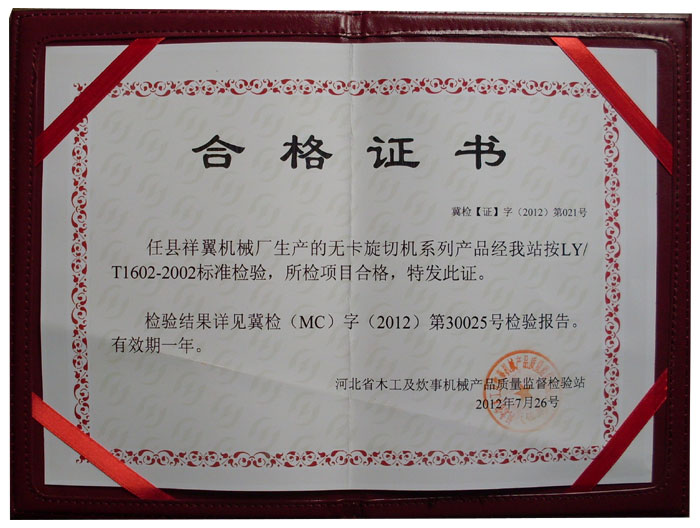 合格证书
冀检【证】字（2012）第021号
任县祥翼机械厂生产的无卡旋切机系列产品经我站按LY/
T1602-2002标准检验，所检项目合格，特发此证。
检验结果详见冀检（MC）字（2012）第30025号检验报告。
有效期一年。
河北省木工及炊事机械产品质量监督检验站
2012年7月26号